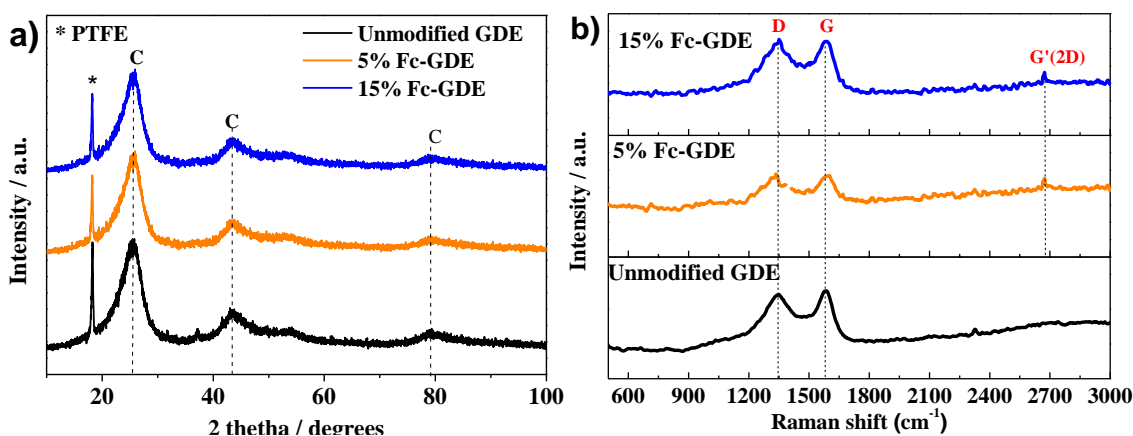 a)
* PTFE
C
*
C
C
Unmodified GDE
5% Fc-GDE
15% Fc-GDE
Intensity / a.u.
20 40 60 80 100
2 thetha / degrees
b)
15% Fc-GDE
D
G
G'(2D)
5% Fc-GDE
Unmodified GDE
Intensity / a.u.
600 900 1200 1500 1800 2100 2400 2700 3000
Raman shift (cm⁻¹)